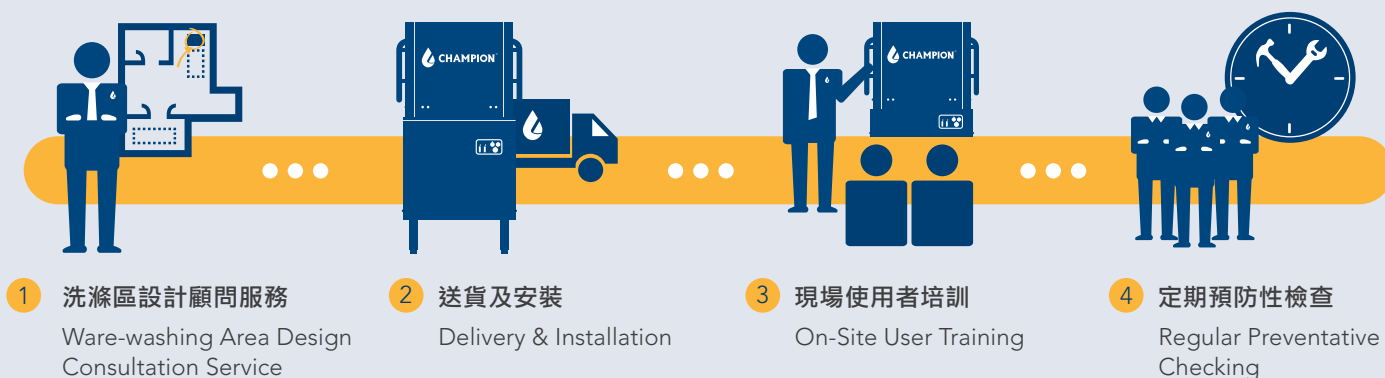 CHAMPION
CHAMPION
1 洗滌區設計顧問服務
Ware-washing Area Design
Consultation Service
2 送貨及安裝
Delivery & Installation
3 現場使用者培訓
On-Site User Training
4 定期預防性檢查
Regular Preventative
Checking